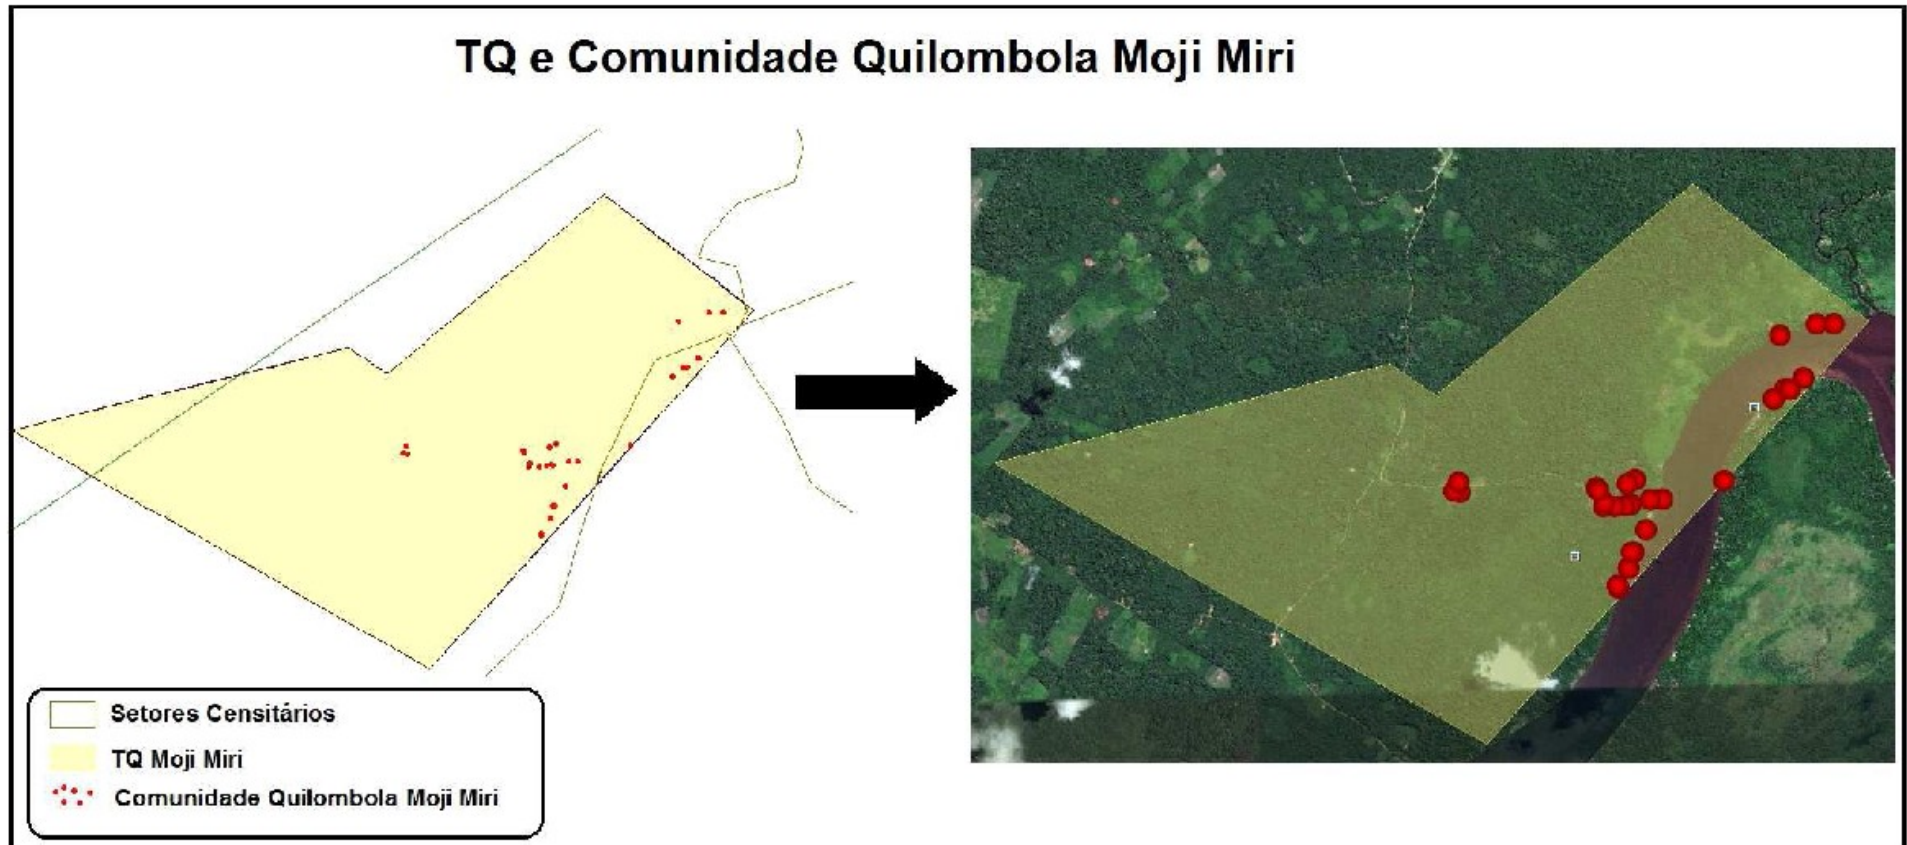 TQ e Comunidade Quilombola Moji Miri
Setores Censitários
TQ Moji Miri
Comunidade Quilombola Moji Miri